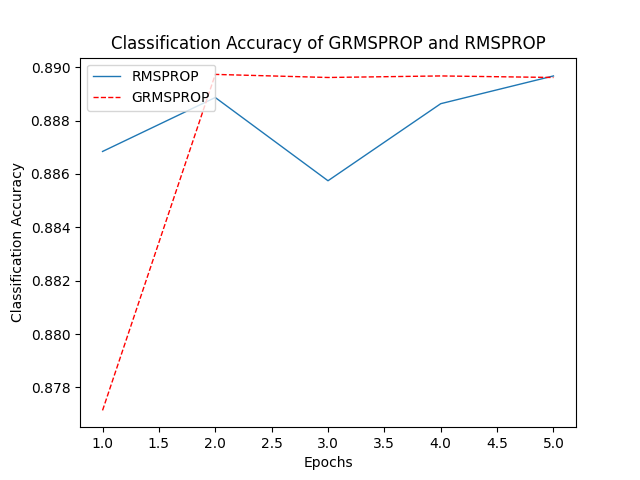 Classification Accuracy of GRMSPROP and RMSPROP
RMSPROP
GRMSPROP
Classification Accuracy
0.890
0.888
0.886
0.884
0.882
0.880
0.878
1.0 1.5 2.0 2.5 3.0 3.5 4.0 4.5 5.0
Epochs